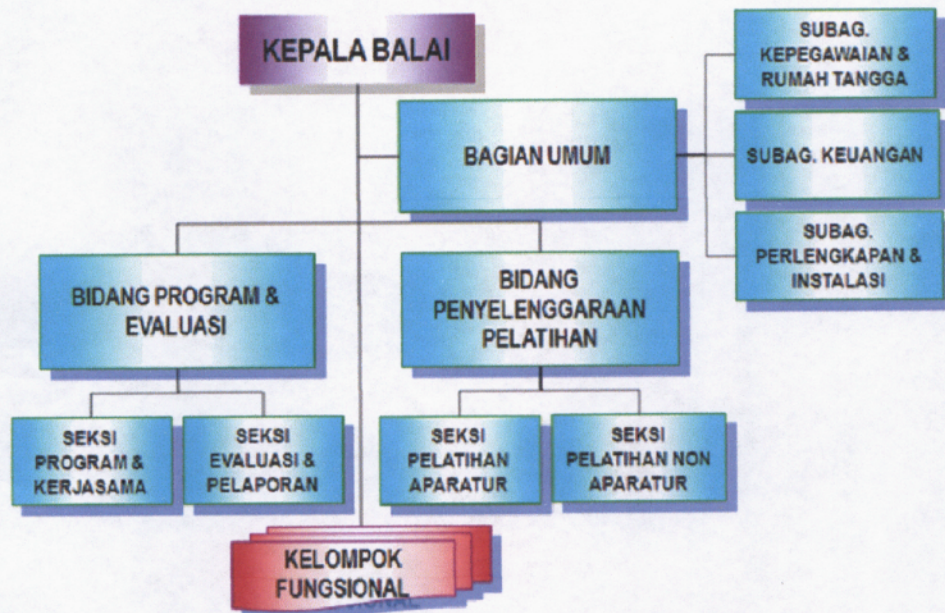 KEPALA BALAI
SUBAG.
KEPEGAWAIAN &
RUMAH TANGGA
BAGIAN UMUM
SUBAG. KEUANGAN
SUBAG.
PERLENGKAPAN &
INSTALASI
BIDANG PROGRAM &
EVALUASI
BIDANG
PENYELENGGARAAN
PELATIHAN
SEKSI
PROGRAM &
KERJASAMA
SEKSI
EVALUASI &
PELAPORAN
SEKSI
PELATIHAN
APARATUR
SEKSI
PELATIHAN NON
APARATUR
KELOMPOK
FUNGSIONAL